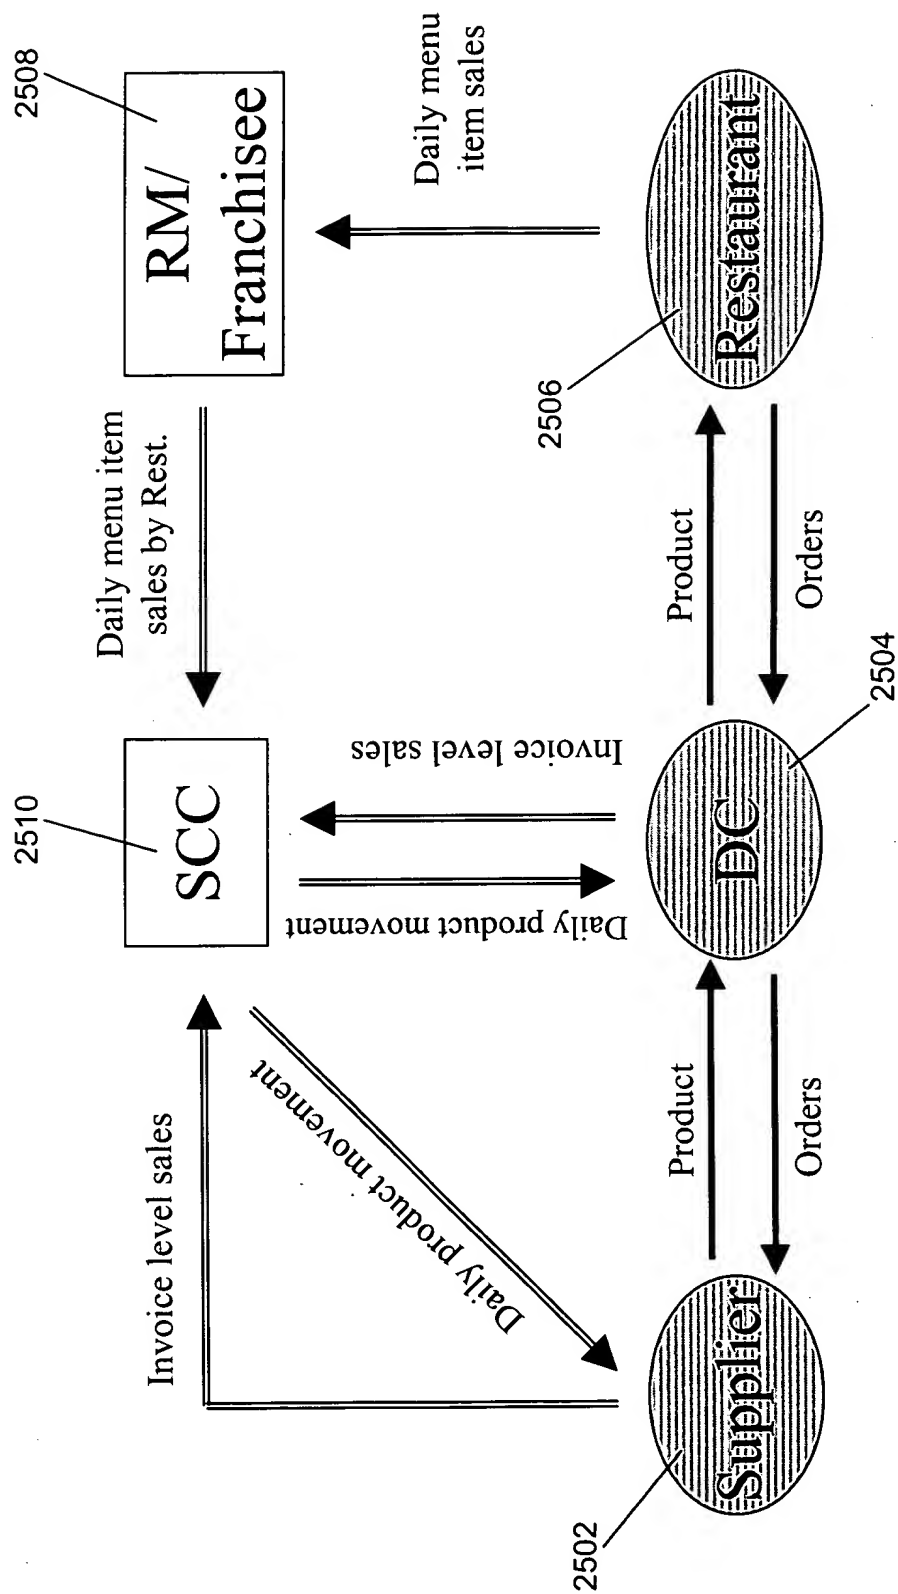 2510
2508
SCC
RM/
Franchisee
Daily menu item
sales by Rest.
Invoice level sales
Daily product movement
Daily product movement
Invoice level sales
Daily menu
item sales
2502
Supplier
Product
Orders
DC
2504
Product
Orders
2506
Restaurant